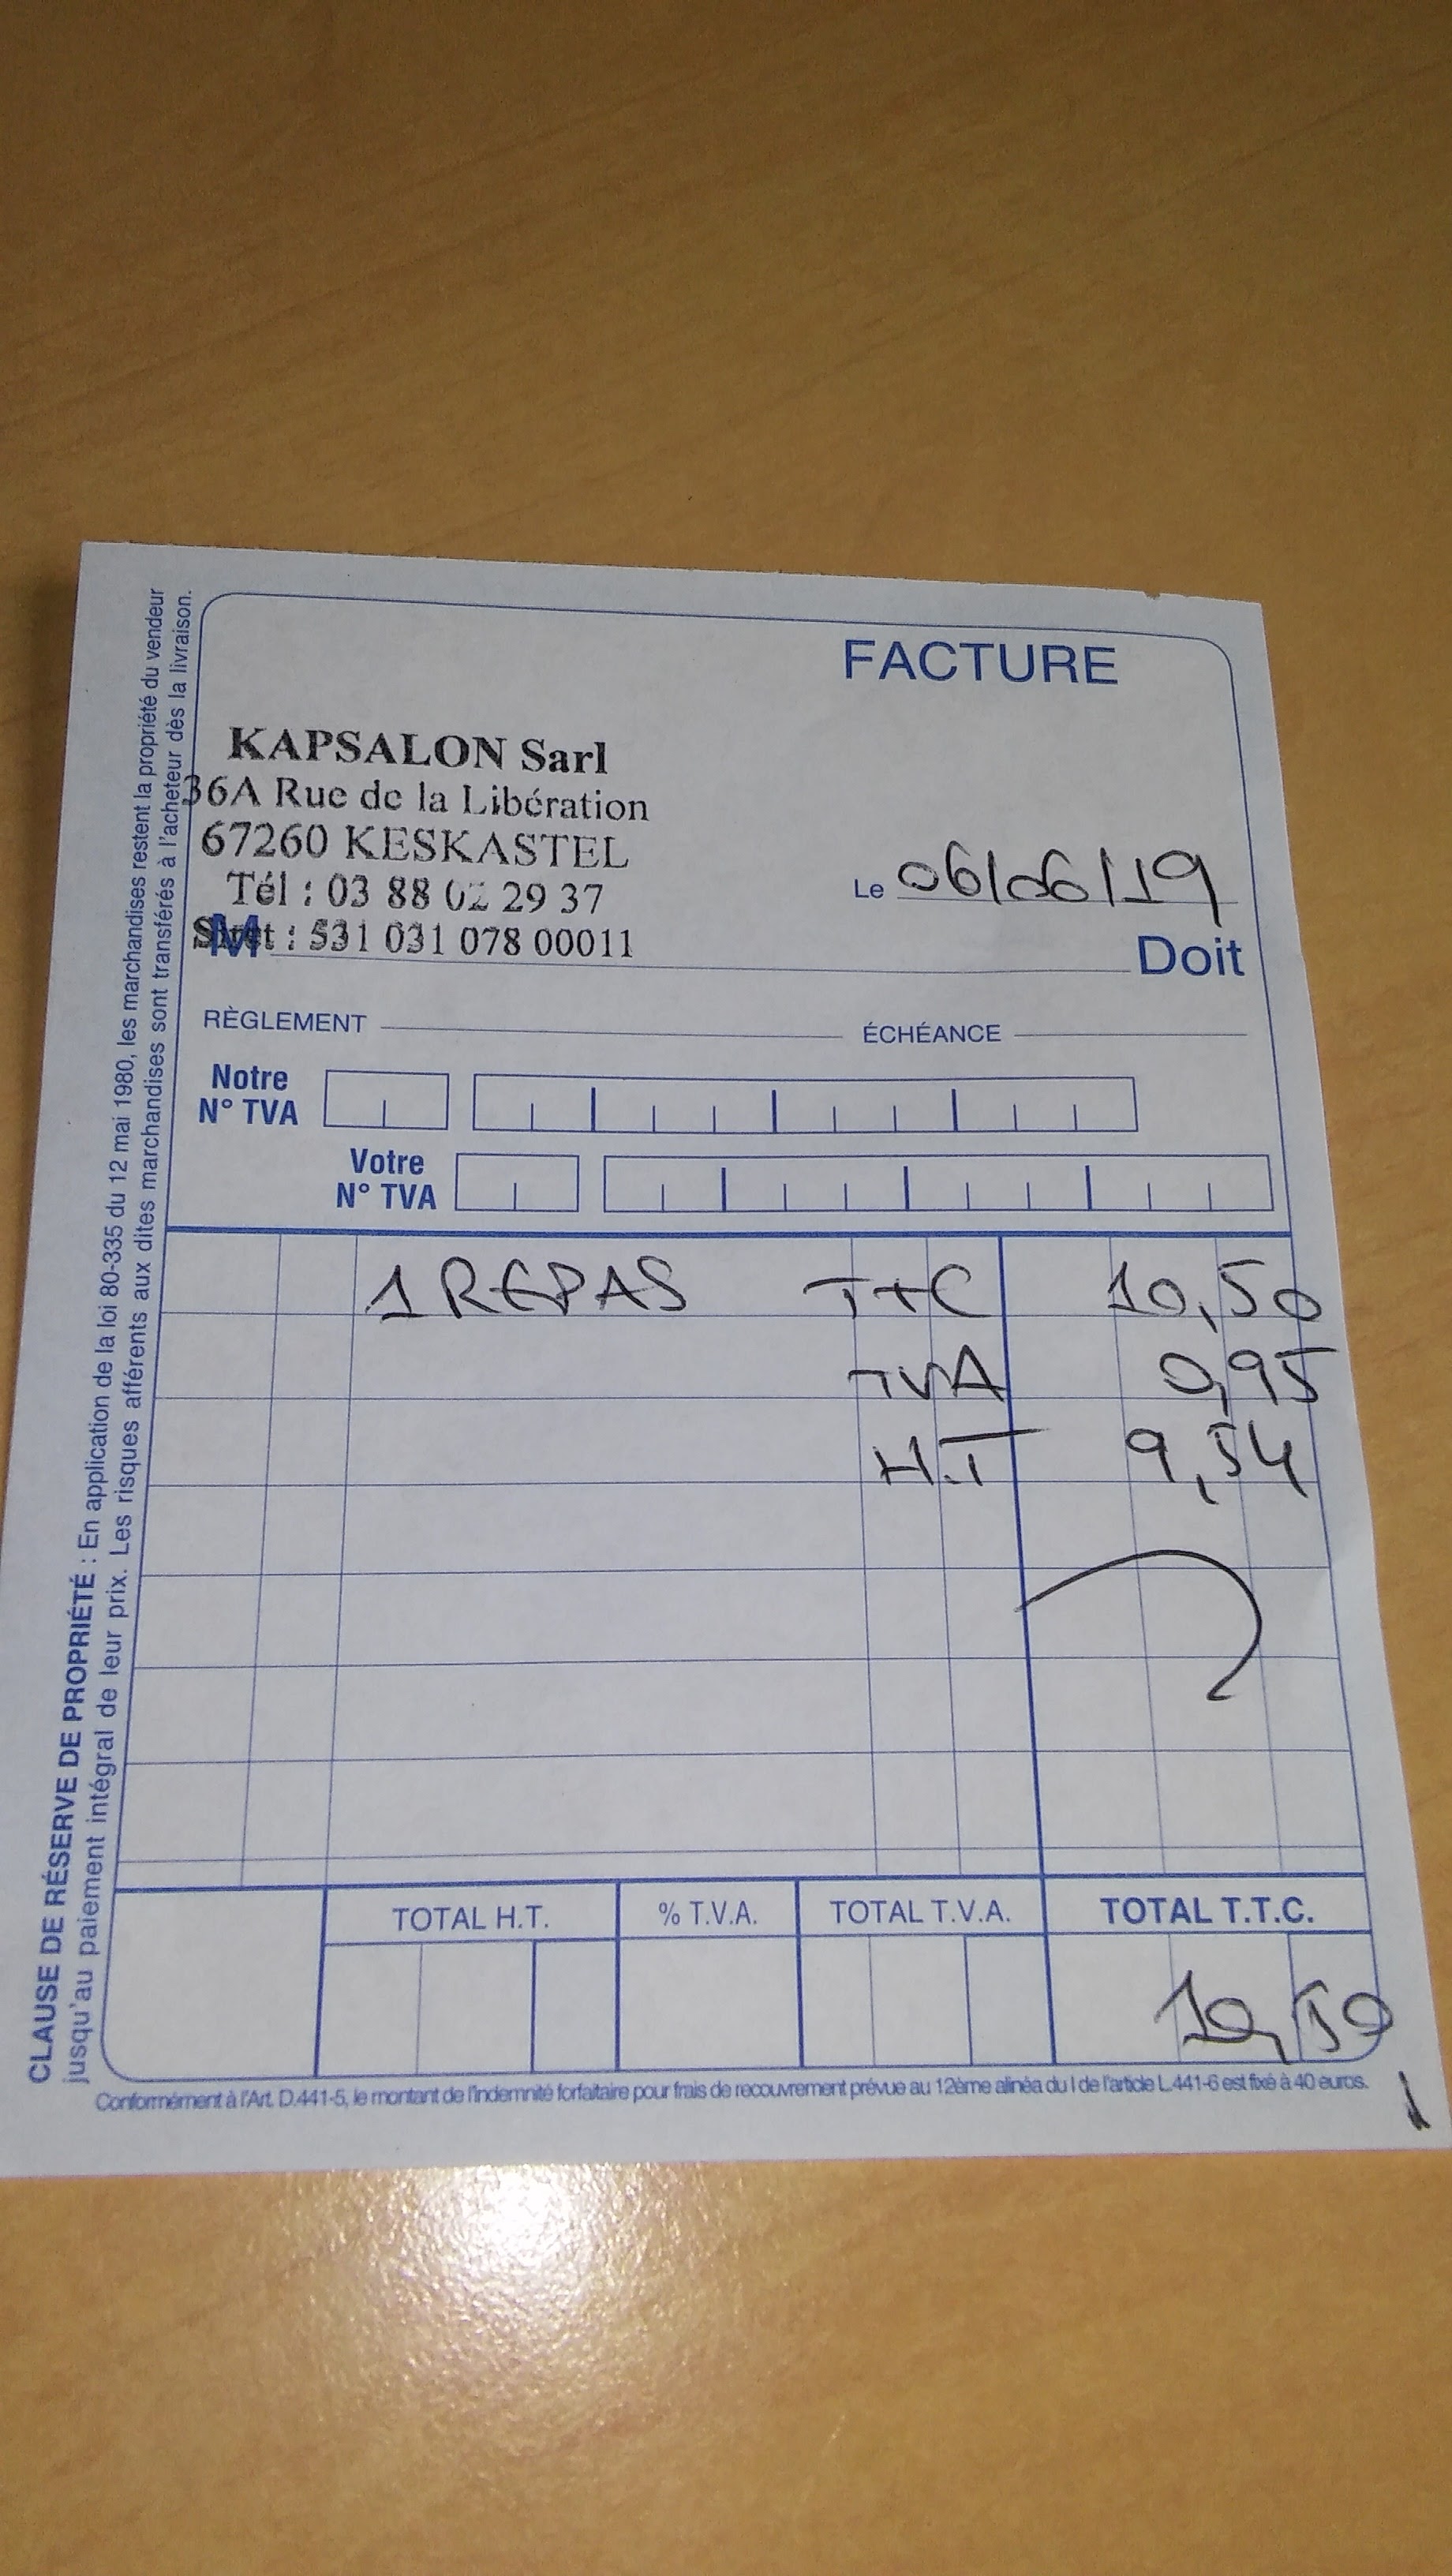 FACTURE
KAPSALON Sarl
36A Rue de la Libération
67260 KESKASTEL
Tél : 03 88 02 29 37
Siret : 531 031 078 00011
Le 06/06/19
M Doit
RÈGLEMENT ÉCHÉANCE
Notre
N° TVA
Votre
N° TVA
1 REPAS TTC 10,50
TVA 0,95
H.T 9,54
TOTAL H.T. % T.V.A. TOTAL T.V.A. TOTAL T.T.C.
10,50
Conformément à l'Art. D.441-5, le montant de l'indemnité forfaitaire pour frais de recouvrement prévue au 12ème alinéa du I de l'article L.441-6 est fixé à 40 euros.
CLAUSE DE RÉSERVE DE PROPRIÉTÉ : En application de la loi 80-335 du 12 mai 1980, les marchandises restent la propriété du vendeur
jusqu'au paiement intégral de leur prix. Les risques afférents aux dites marchandises sont transférés à l'acheteur dès la livraison.